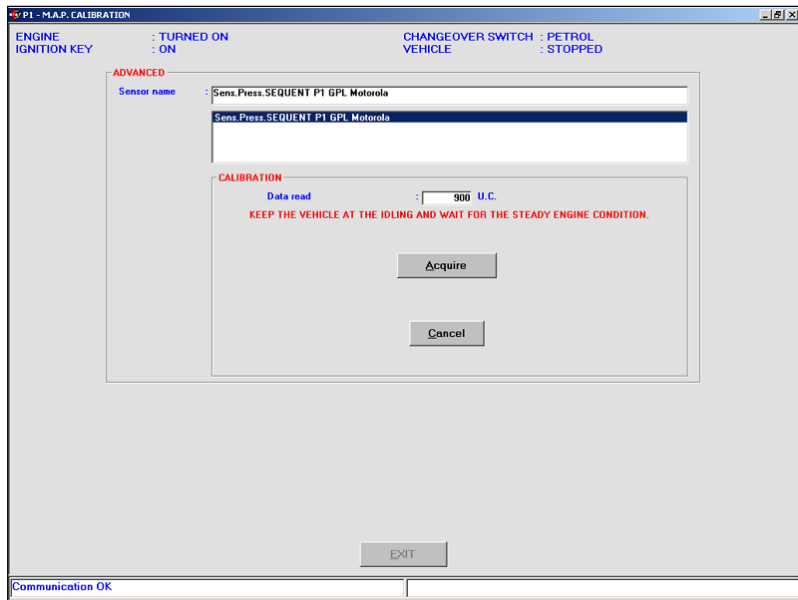 P1 - M.A.P. CALIBRATION
ENGINE : TURNED ON CHANGEOVER SWITCH : PETROL
IGNITION KEY : ON VEHICLE : STOPPED
ADVANCED
Sensor name : Sens.Press.SEQUENT P1 GPL Motorola
Sens.Press.SEQUENT P1 GPL Motorola
CALIBRATION
Data read : 900 U.C.
KEEP THE VEHICLE AT THE IDLING AND WAIT FOR THE STEADY ENGINE CONDITION.
Acquire
Cancel
EXIT
Communication OK